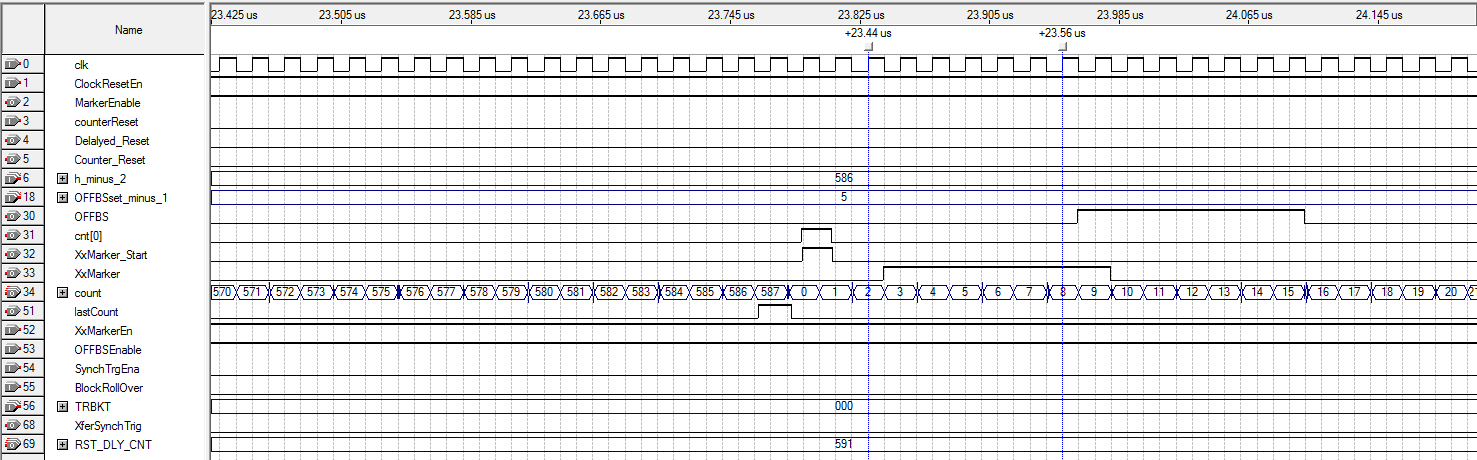 23.425 us 23.505 us 23.585 us 23.665 us 23.745 us 23.825 us 23.905 us 23.985 us 24.065 us 24.145 us
Name
+23.44 us +23.56 us
0 clk
1 ClockResetEn
2 MarkerEnable
3 counterReset
4 Delalyed_Reset
5 Counter_Reset
6 h_minus_2 586
18 OFFBSset_minus_1 5
30 OFFBS
31 cnt[0]
32 XxMarker_Start
33 XxMarker
34 count 570 571 572 573 574 575 576 577 578 579 580 581 582 583 584 585 586 587 0 1 2 3 4 5 6 7 8 9 10 11 12 13 14 15 16 17 18 19 20
51 lastCount
52 XxMarkerEn
53 OFFBSEnable
54 SynchTrgEna
55 BlockRollOver
56 TRBKT 000
68 XferSynchTrig
69 RST_DLY_CNT 591